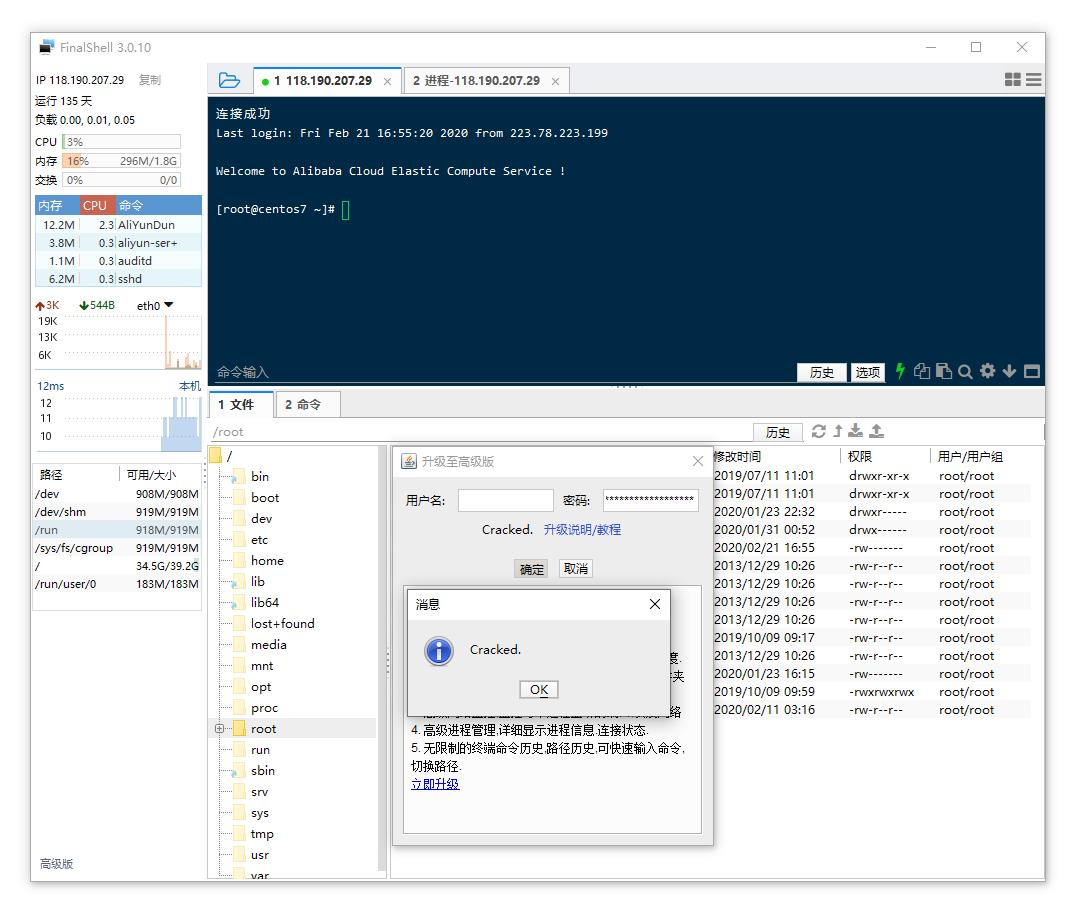 FinalShell 3.0.10
IP 118.190.207.29 复制
运行 135 天
负载 0.00, 0.01, 0.05
CPU 3%
内存 16% 296M/1.8G
交换 0% 0/0
内存 CPU 命令
12.2M 2.3 AliYunDun
3.8M 0.3 aliyun-ser+
1.1M 0.3 auditd
6.2M 0.3 sshd
3K 544B eth0
19K
13K
6K
12ms 本机
12
11
10
路径 可用/大小
/dev 908M/908M
/dev/shm 919M/919M
/run 918M/919M
/sys/fs/cgroup 919M/919M
/ 34.5G/39.2G
/run/user/0 183M/183M
高级版
1 118.190.207.29
2 进程-118.190.207.29
连接成功
Last login: Fri Feb 21 16:55:20 2020 from 223.78.223.199
Welcome to Alibaba Cloud Elastic Compute Service !
[root@centos7 ~]#
命令输入 历史 选项
1 文件 2 命令
/root 历史
/
bin
boot
dev
etc
home
lib
lib64
lost+found
media
mnt
opt
proc
root
run
sbin
srv
sys
tmp
usr
var
修改时间 权限 用户/用户组
2019/07/11 11:01 drwxr-xr-x root/root
2019/07/11 11:01 drwxr-xr-x root/root
2020/01/23 22:32 drwxr----- root/root
2020/01/31 00:52 drwx------ root/root
2020/02/21 16:55 -rw------- root/root
2013/12/29 10:26 -rw-r--r-- root/root
2013/12/29 10:26 -rw-r--r-- root/root
2013/12/29 10:26 -rw-r--r-- root/root
2013/12/29 10:26 -rw-r--r-- root/root
2019/10/09 09:17 -rw-r--r-- root/root
2013/12/29 10:26 -rw-r--r-- root/root
2020/01/23 16:15 -rw------- root/root
2019/10/09 09:59 -rwxrwxrwx root/root
2020/02/11 03:16 -rw-r--r-- root/root
升级至高级版
用户名: 密码: ******************
Cracked. 升级说明/教程
确定 取消
消息
Cracked.
OK
度.
夹
网络
4. 高级进程管理,详细显示进程信息.连接状态.
5. 无限制的终端命令历史,路径历史,可快速输入命令,
切换路径.
立即升级